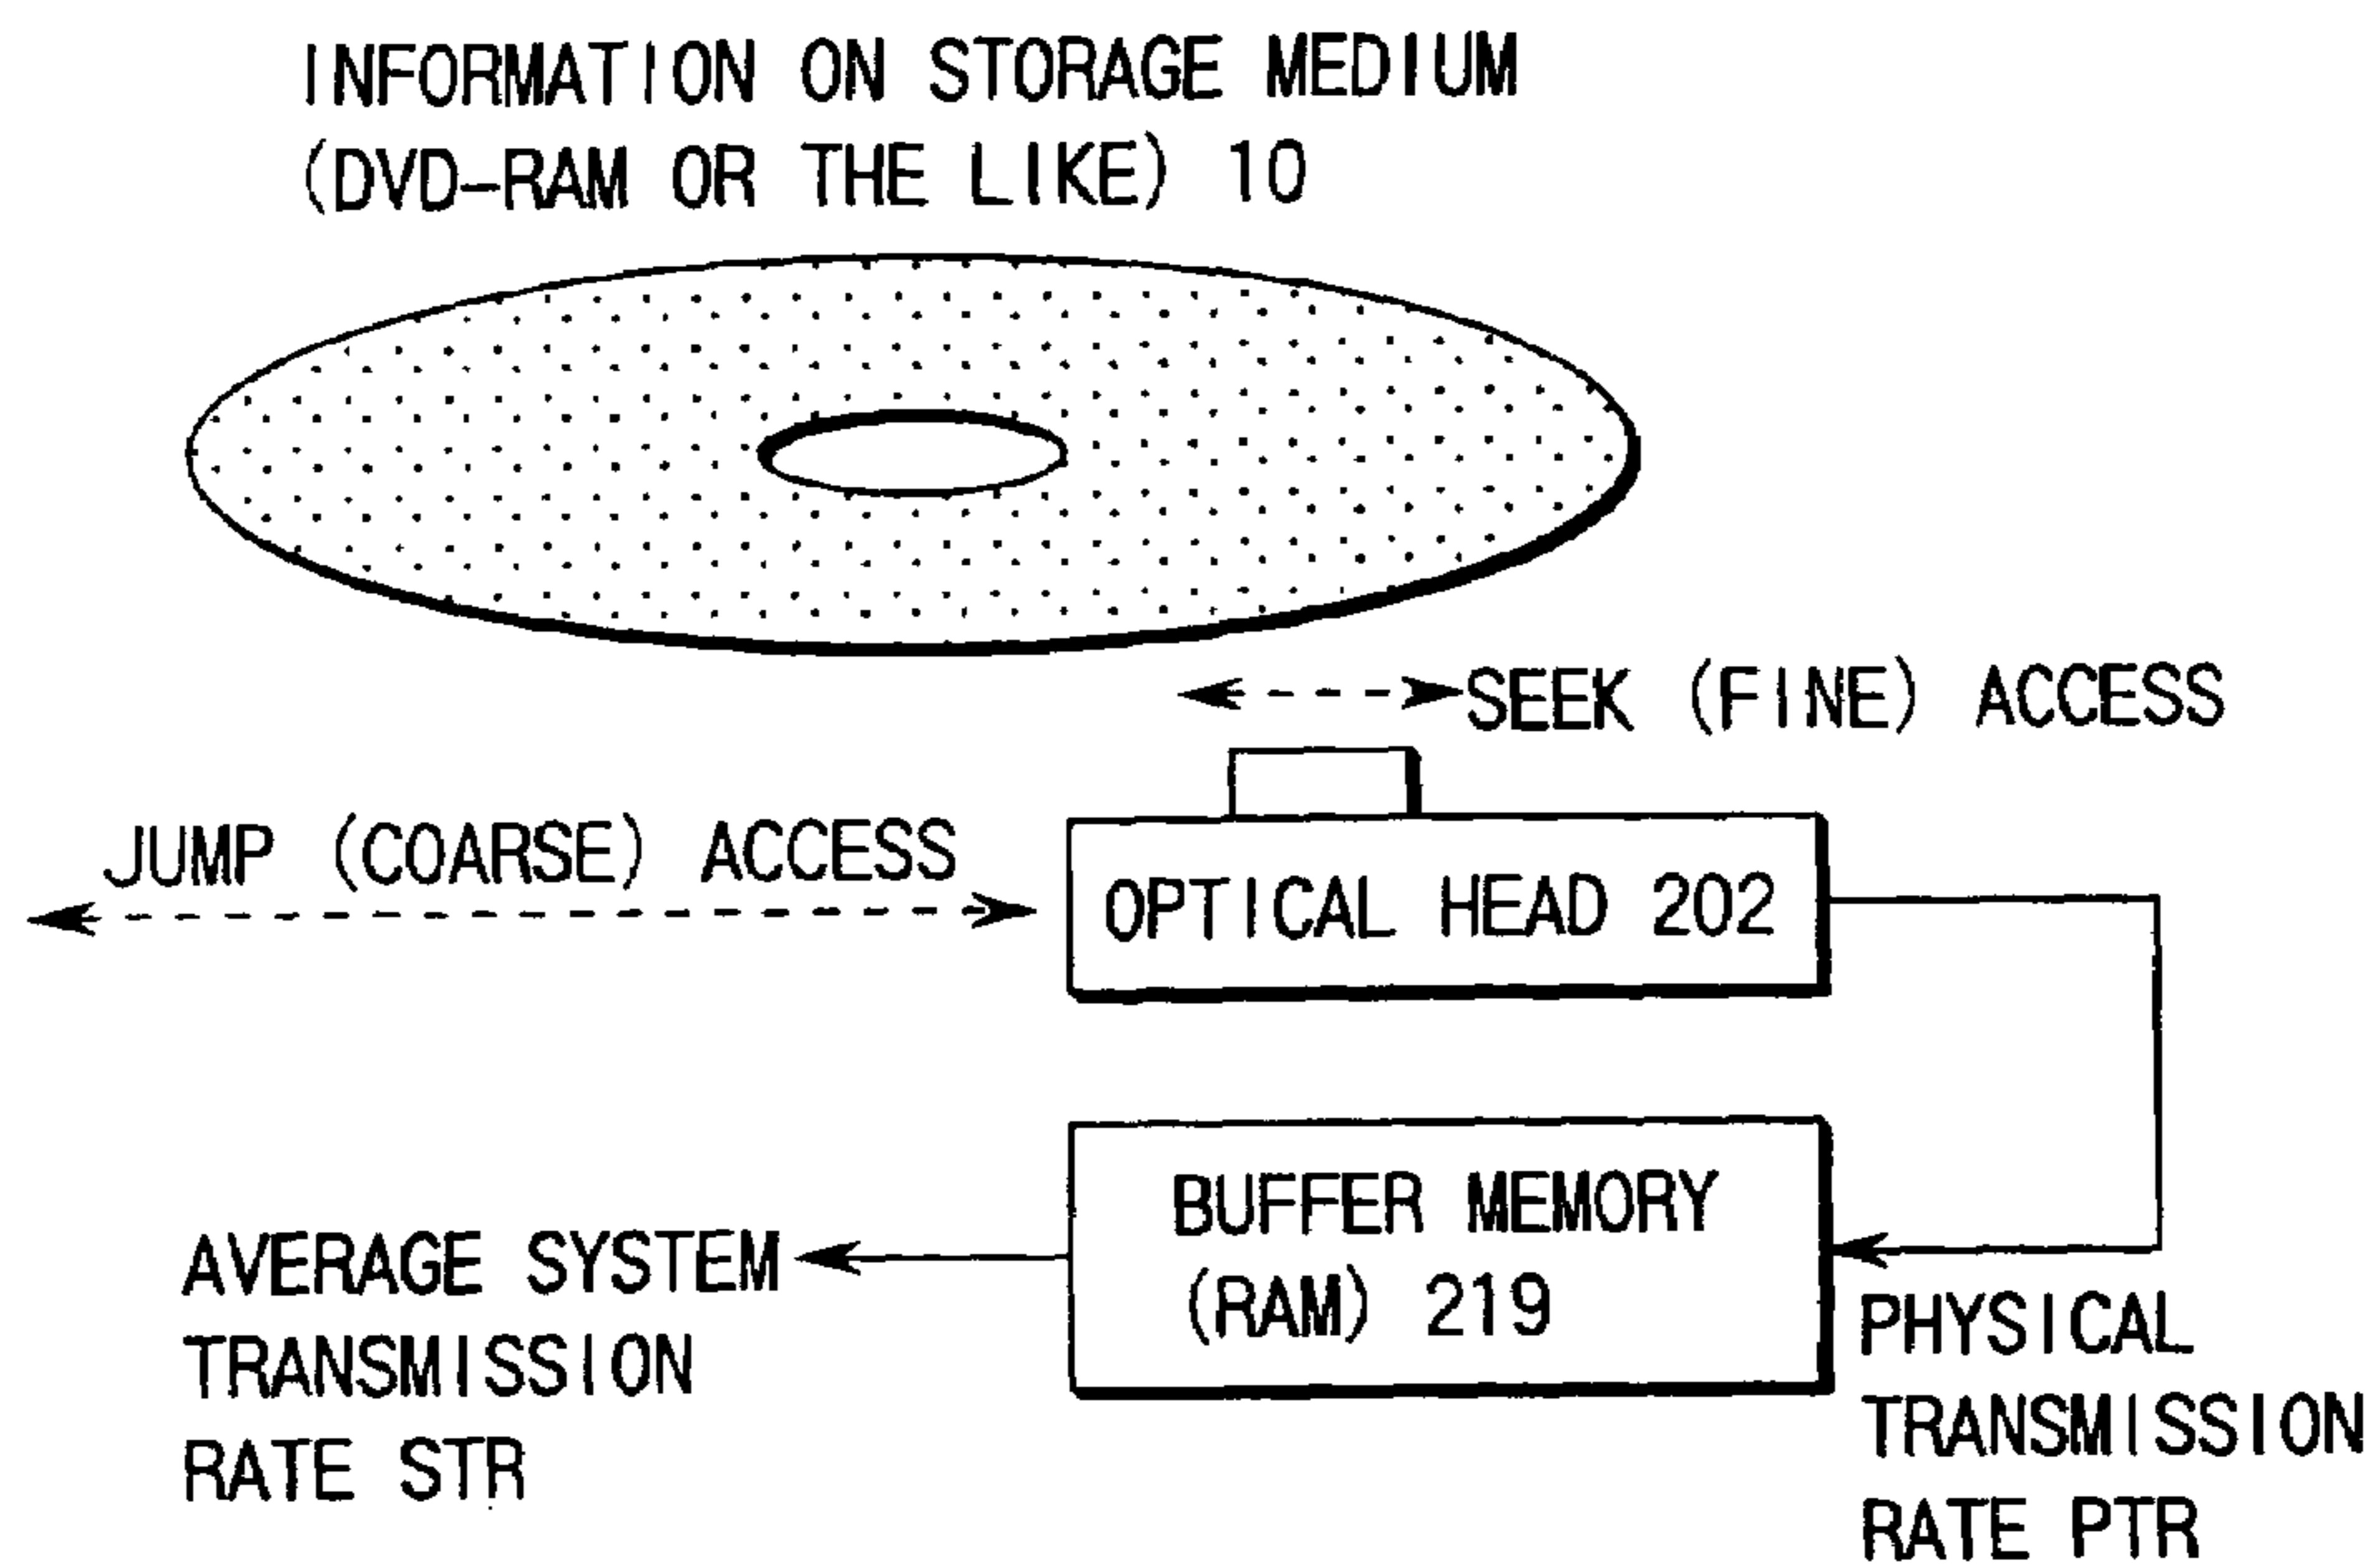 INFORMATION ON STORAGE MEDIUM
(DVD-RAM OR THE LIKE) 10
SEEK (FINE) ACCESS
JUMP (COARSE) ACCESS
OPTICAL HEAD 202
BUFFER MEMORY
(RAM) 219
AVERAGE SYSTEM
TRANSMISSION
RATE STR
PHYSICAL
TRANSMISSION
RATE PTR